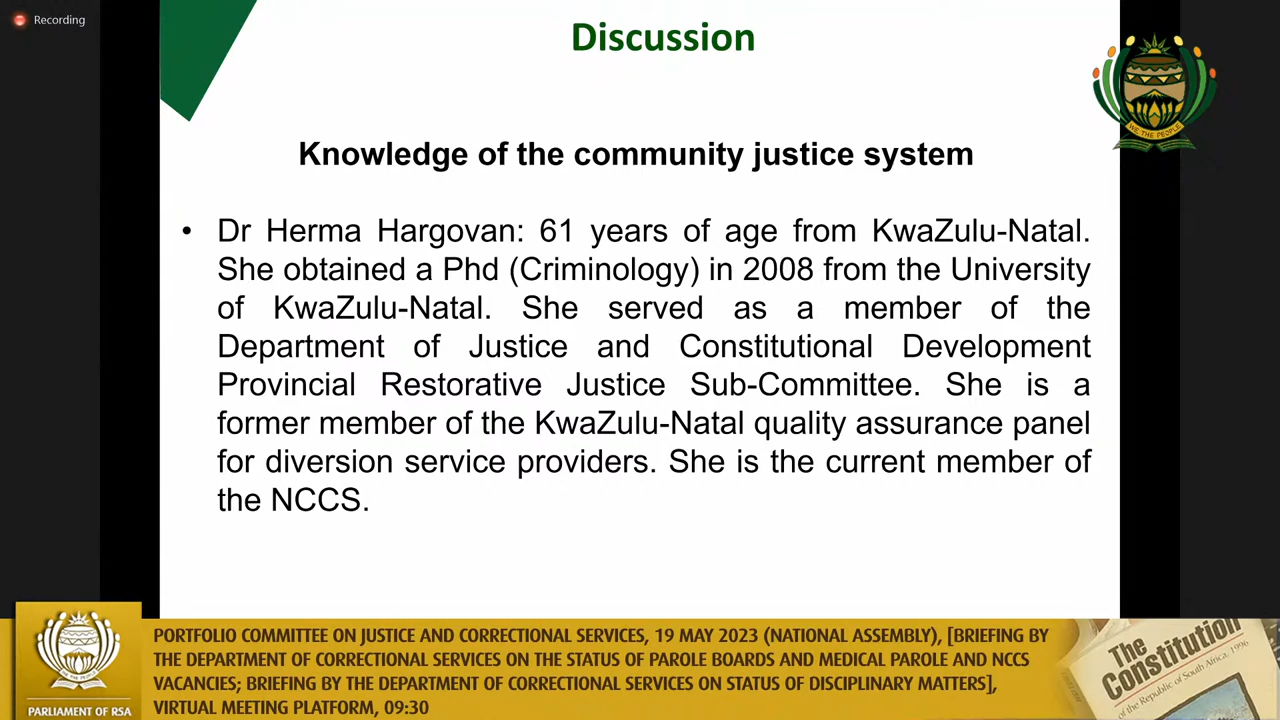 Recording
Discussion
WE, THE PEOPLE
Knowledge of the community justice system
• Dr Herma Hargovan: 61 years of age from KwaZulu-Natal.
She obtained a Phd (Criminology) in 2008 from the University
of KwaZulu-Natal. She served as a member of the
Department of Justice and Constitutional Development
Provincial Restorative Justice Sub-Committee. She is a
former member of the KwaZulu-Natal quality assurance panel
for diversion service providers. She is the current member of
the NCCS.
PORTFOLIO COMMITTEE ON JUSTICE AND CORRECTIONAL SERVICES, 19 MAY 2023 (NATIONAL ASSEMBLY), [BRIEFING BY
THE DEPARTMENT OF CORRECTIONAL SERVICES ON THE STATUS OF PAROLE BOARDS AND MEDICAL PAROLE AND NCCS
VACANCIES; BRIEFING BY THE DEPARTMENT OF CORRECTIONAL SERVICES ON STATUS OF DISCIPLINARY MATTERS],
VIRTUAL MEETING PLATFORM, 09:30
PARLIAMENT OF RSA
The
Constitution
of the Republic of South Africa, 1996